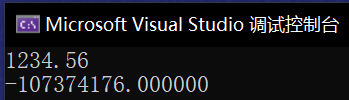 C:\ Microsoft Visual Studio 调试控制台
1234.56
-107374176.000000